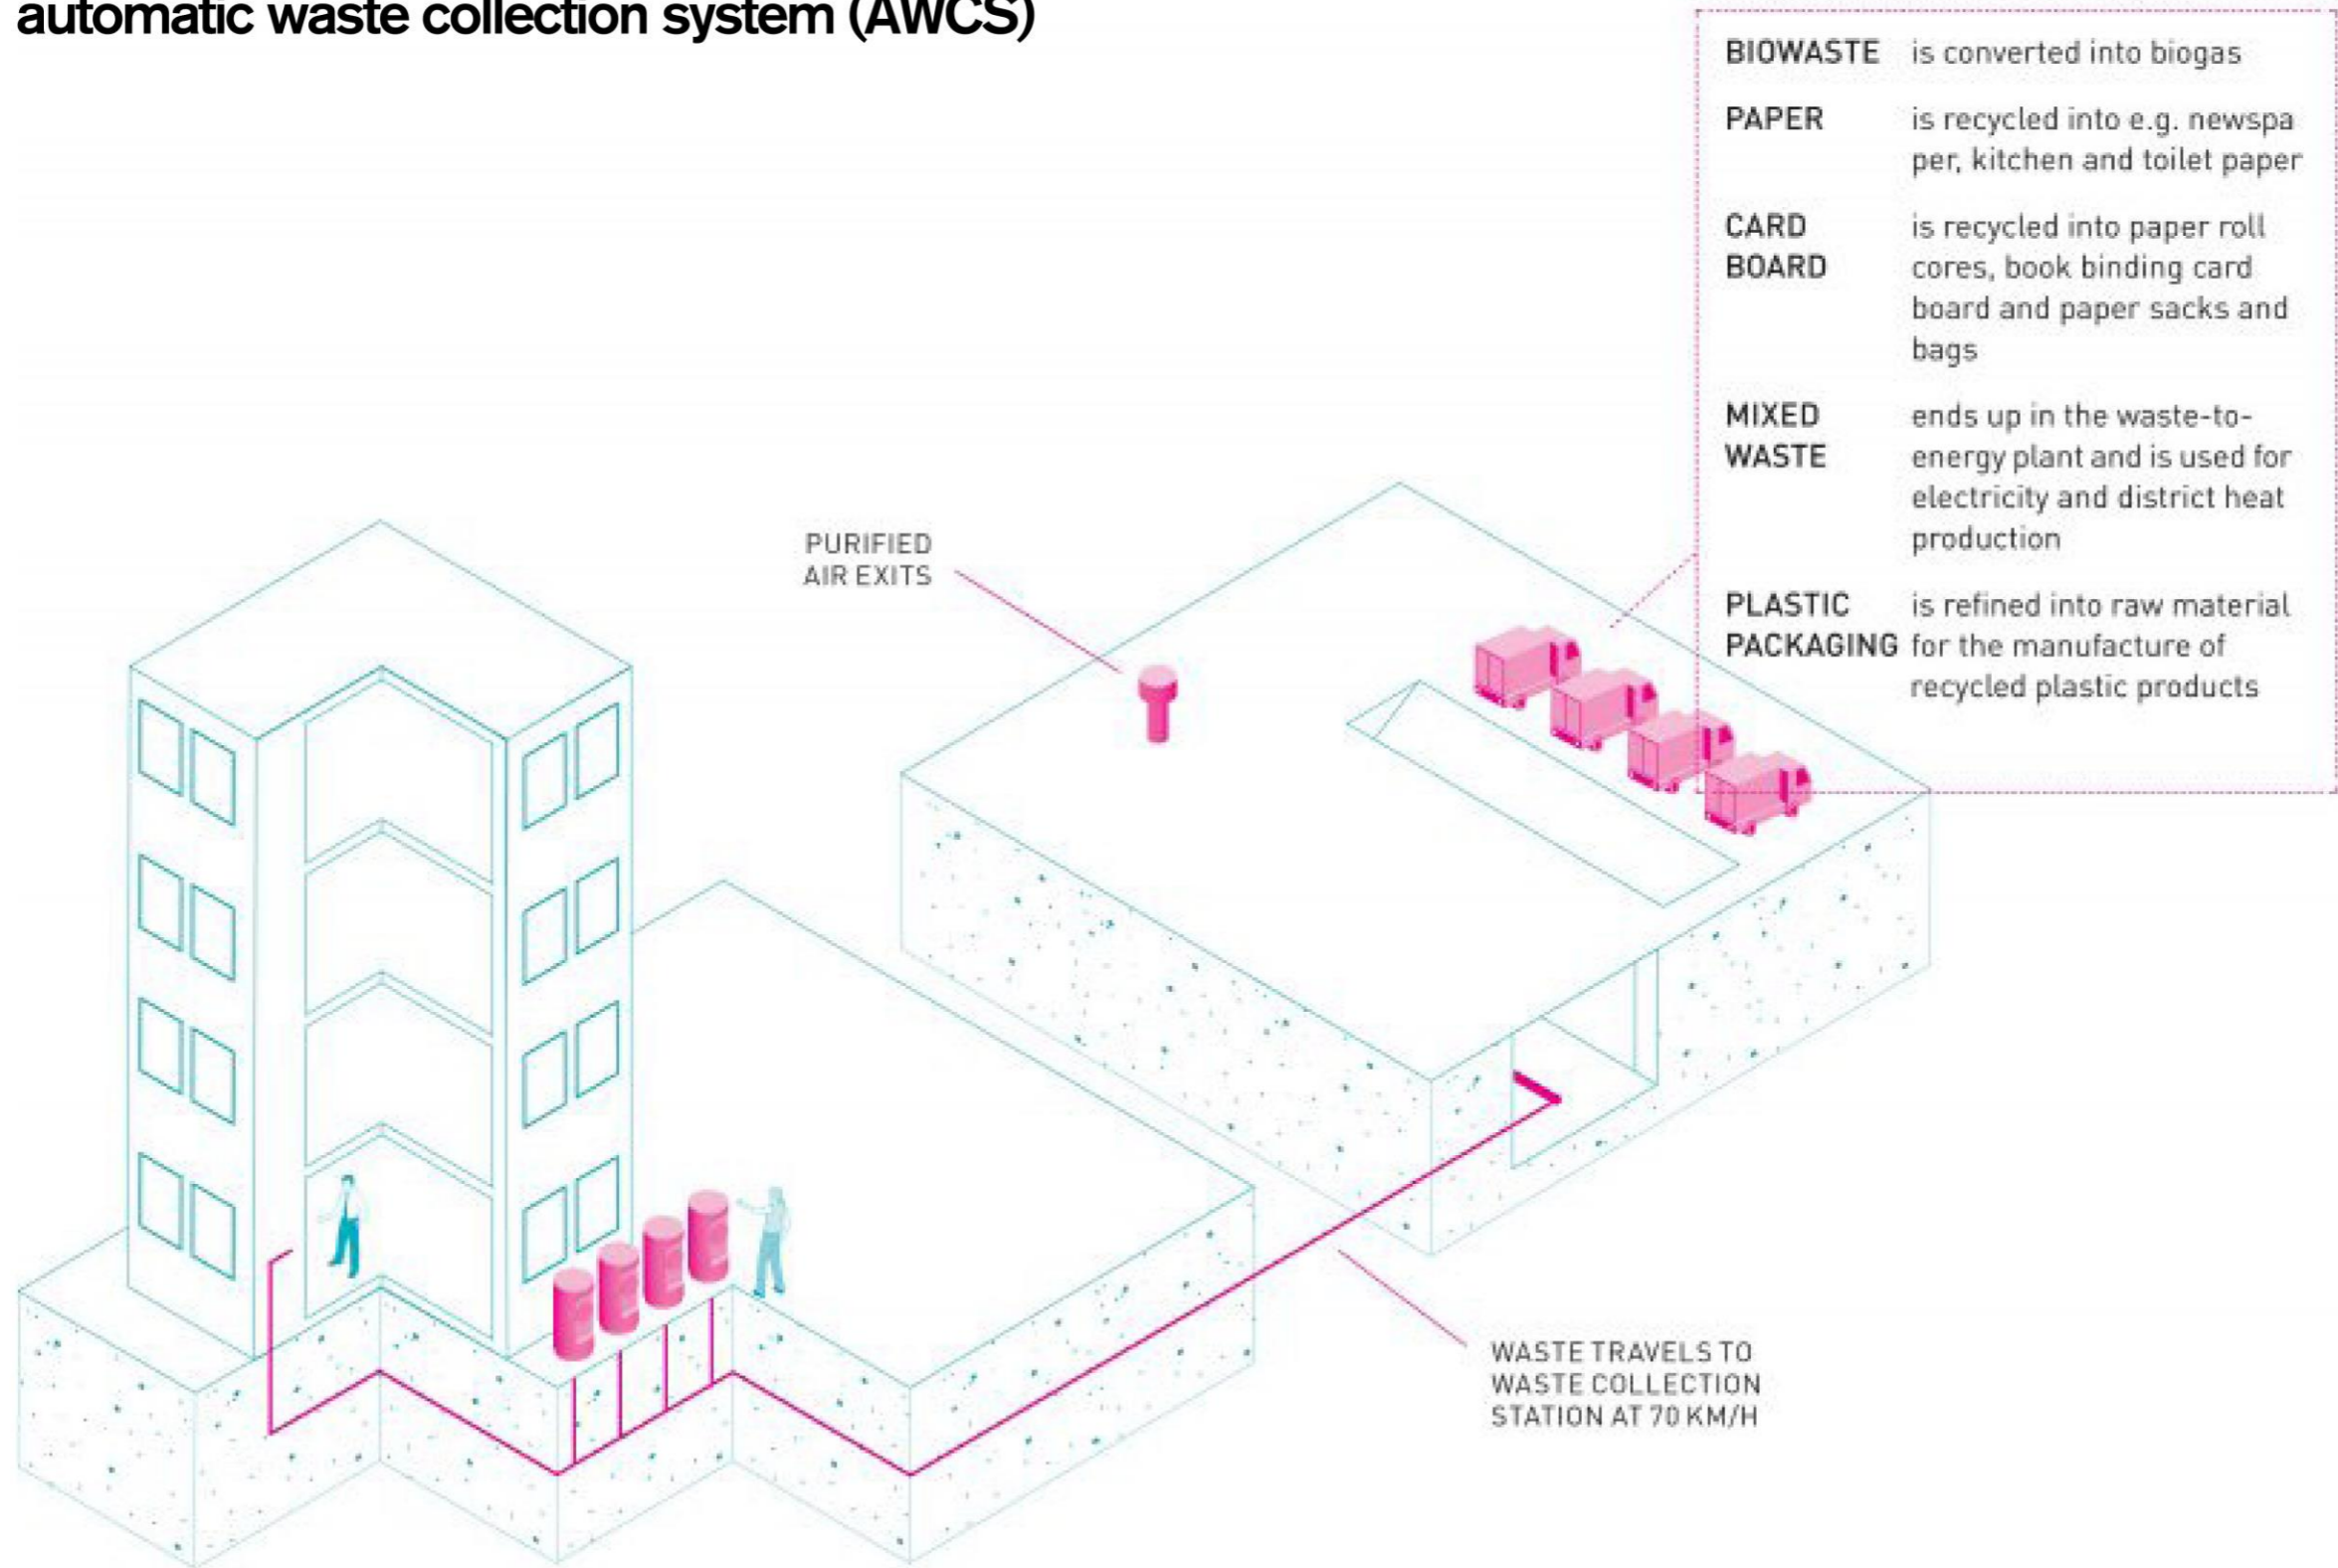 automatic waste collection system (AWCS)
BIOWASTE is converted into biogas
PAPER is recycled into e.g. newspa
per, kitchen and toilet paper
CARD is recycled into paper roll
BOARD cores, book binding card
board and paper sacks and
bags
MIXED ends up in the waste-to-
WASTE energy plant and is used for
electricity and district heat
production
PLASTIC is refined into raw material
PACKAGING for the manufacture of
recycled plastic products
PURIFIED
AIR EXITS
WASTE TRAVELS TO
WASTE COLLECTION
STATION AT 70 KM/H